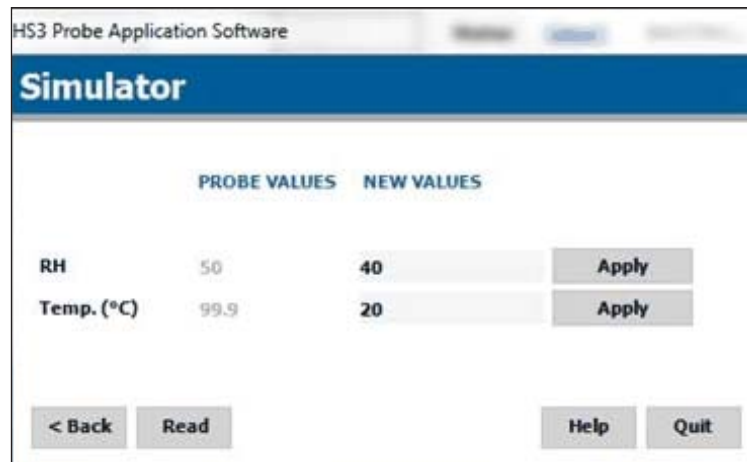 HS3 Probe Application Software
Simulator
PROBE VALUES NEW VALUES
RH 50 40 Apply
Temp. (°C) 99.9 20 Apply
< Back Read Help Quit